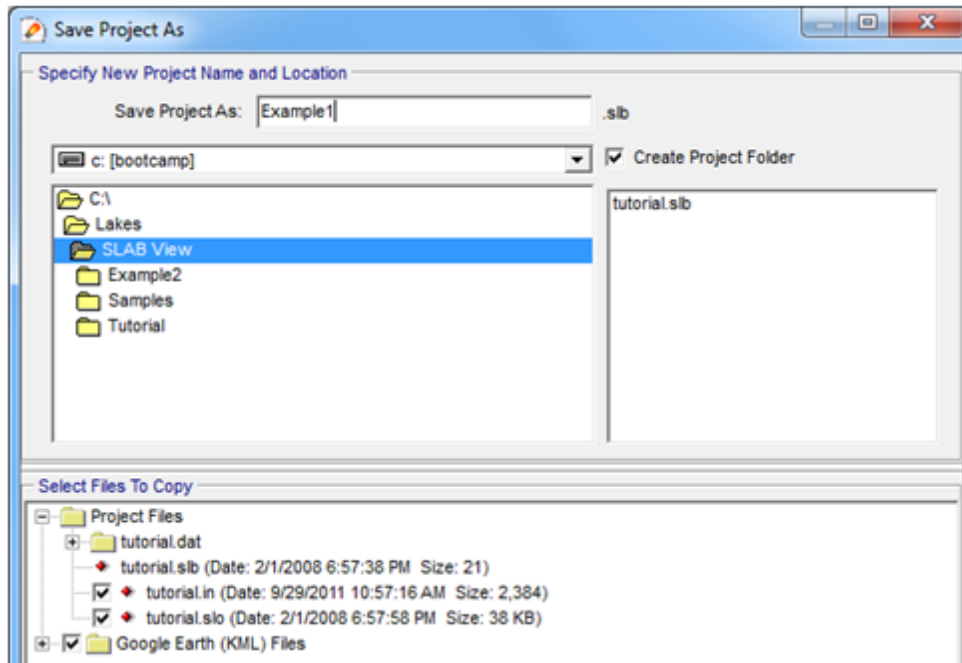 Save Project As
Specify New Project Name and Location
Save Project As: Example1 .slb
c: [bootcamp]
Create Project Folder
C:\
Lakes
SLAB View
Example2
Samples
Tutorial
tutorial.slb
Select Files To Copy
Project Files
tutorial.dat
tutorial.slb (Date: 2/1/2008 6:57:38 PM Size: 21)
tutorial.in (Date: 9/29/2011 10:57:16 AM Size: 2,384)
tutorial.slo (Date: 2/1/2008 6:57:58 PM Size: 38 KB)
Google Earth (KML) Files